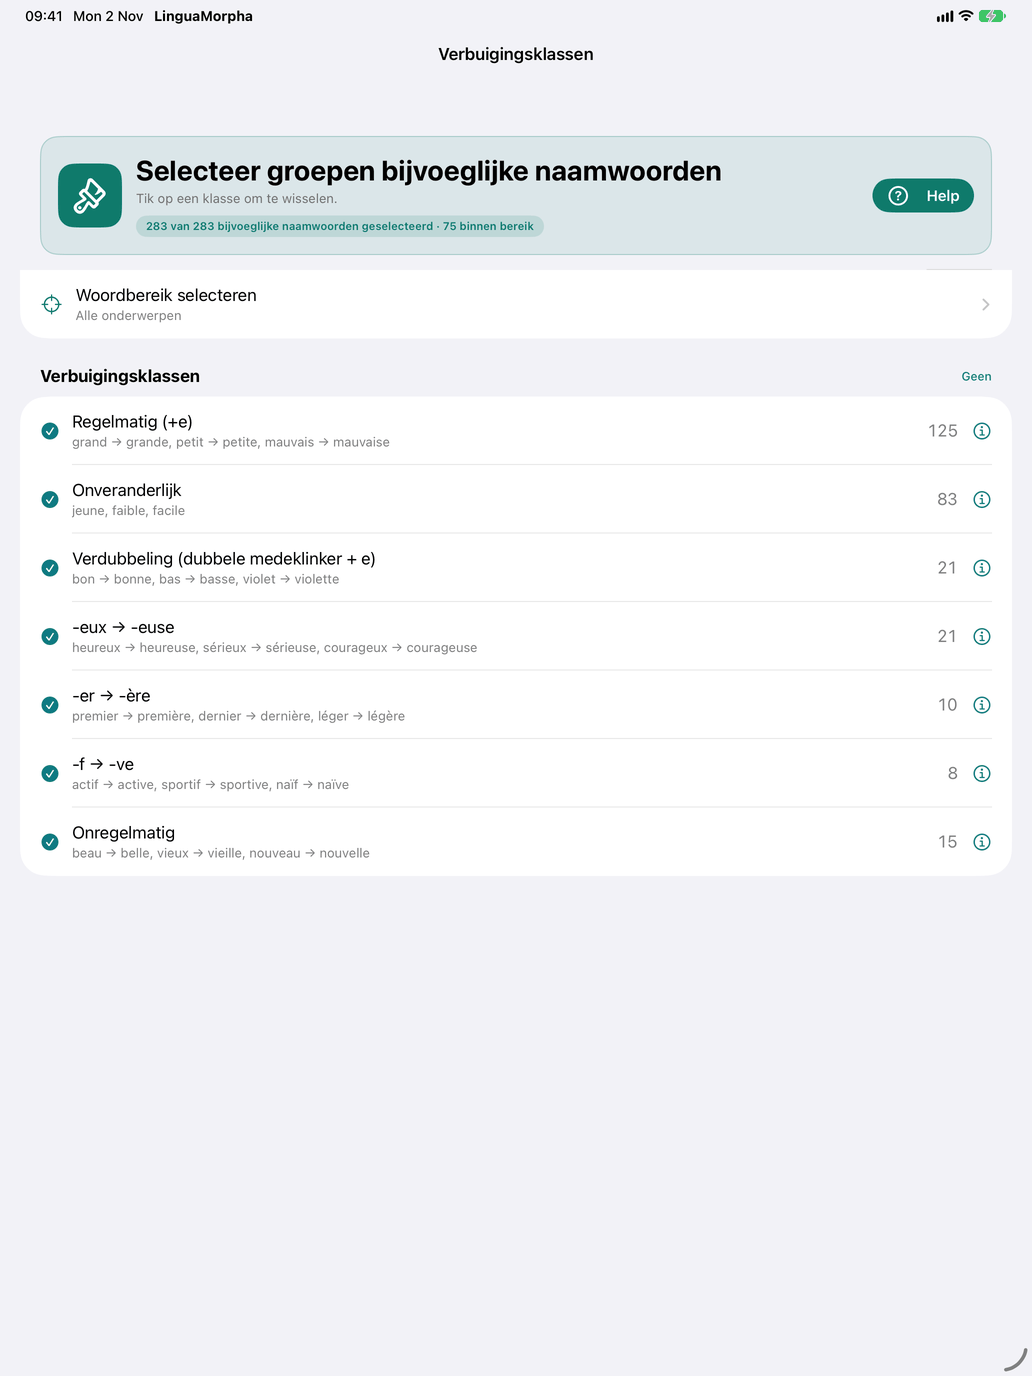 09:41 Mon 2 Nov LinguaMorpha
Verbuigingsklassen
Selecteer groepen bijvoeglijke naamwoorden
Tik op een klasse om te wisselen.
283 van 283 bijvoeglijke naamwoorden geselecteerd · 75 binnen bereik
Help
Woordbereik selecteren
Alle onderwerpen
Verbuigingsklassen
Geen
Regelmatig (+e)
grand → grande, petit → petite, mauvais → mauvaise
125
Onveranderlijk
jeune, faible, facile
83
Verdubbeling (dubbele medeklinker + e)
bon → bonne, bas → basse, violet → violette
21
-eux → -euse
heureux → heureuse, sérieux → sérieuse, courageux → courageuse
21
-er → -ère
premier → première, dernier → dernière, léger → légère
10
-f → -ve
actif → active, sportif → sportive, naïf → naïve
8
Onregelmatig
beau → belle, vieux → vieille, nouveau → nouvelle
15